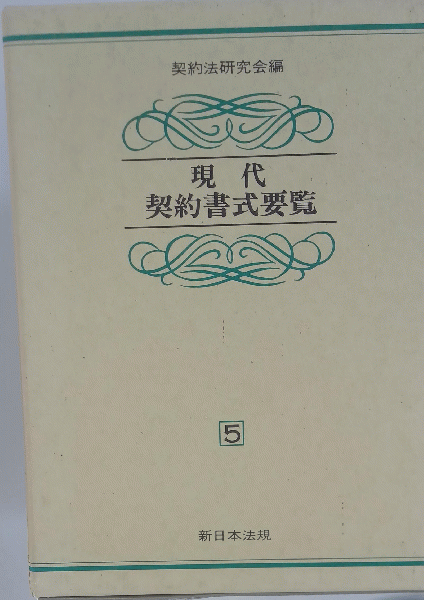 契約法研究会編
現代
契約書式要覧
5
新日本法規